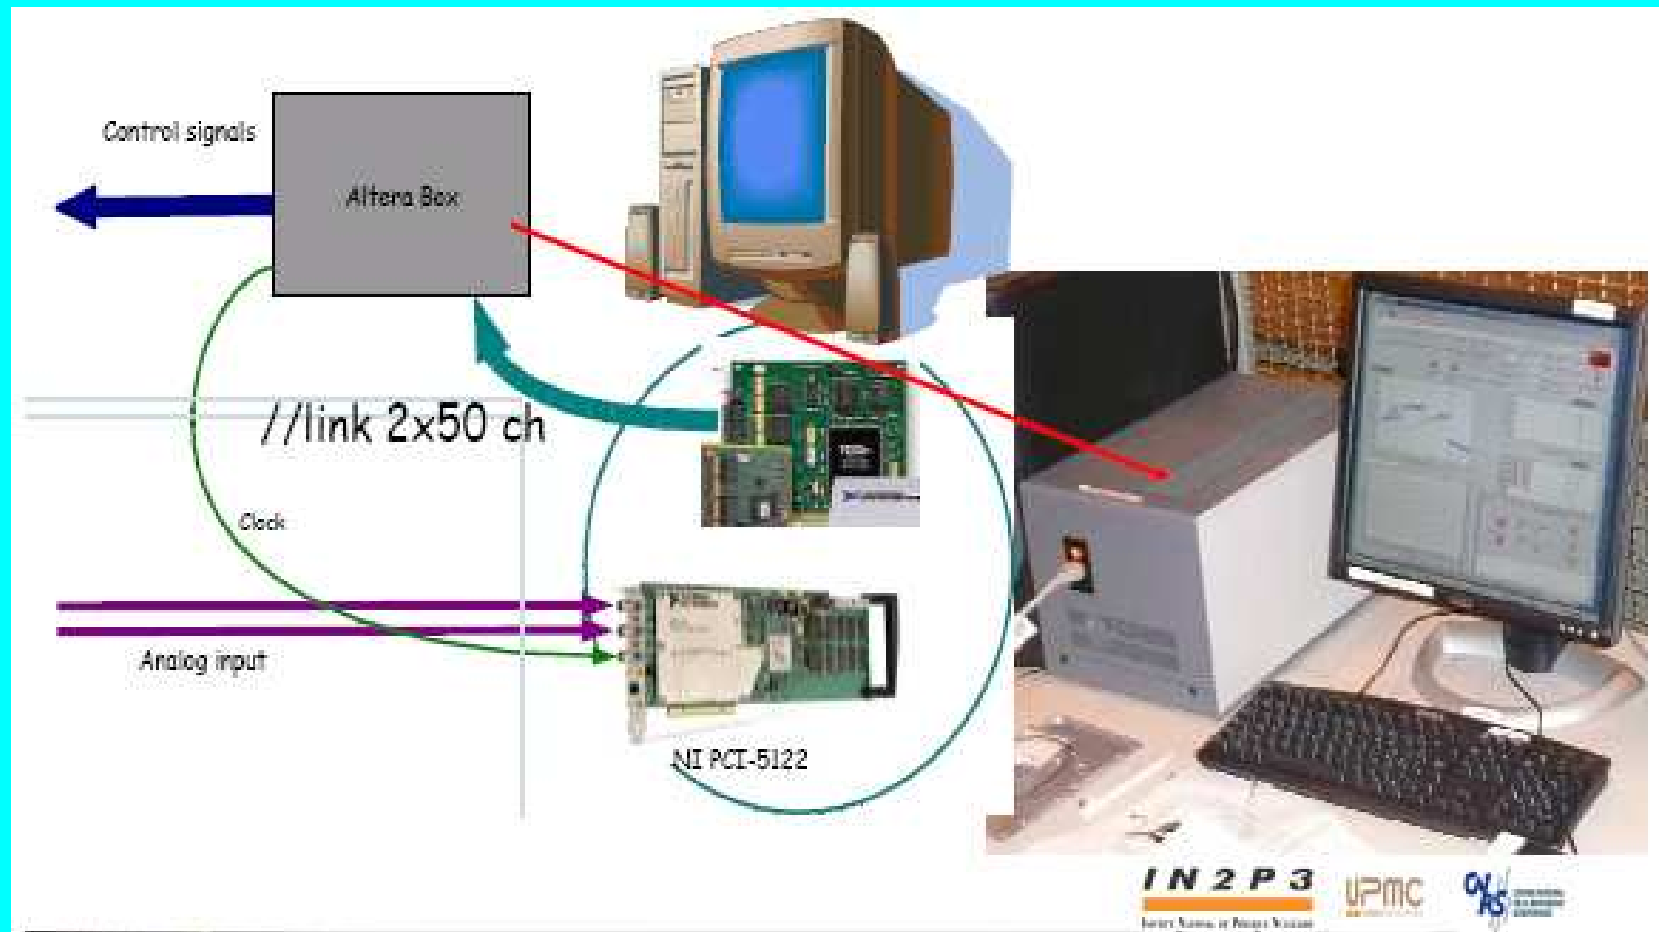 Control signals
Altera Box
//link 2x50 ch
Clock
Analog input
NI PCI-5122
IN2P3
UPMC